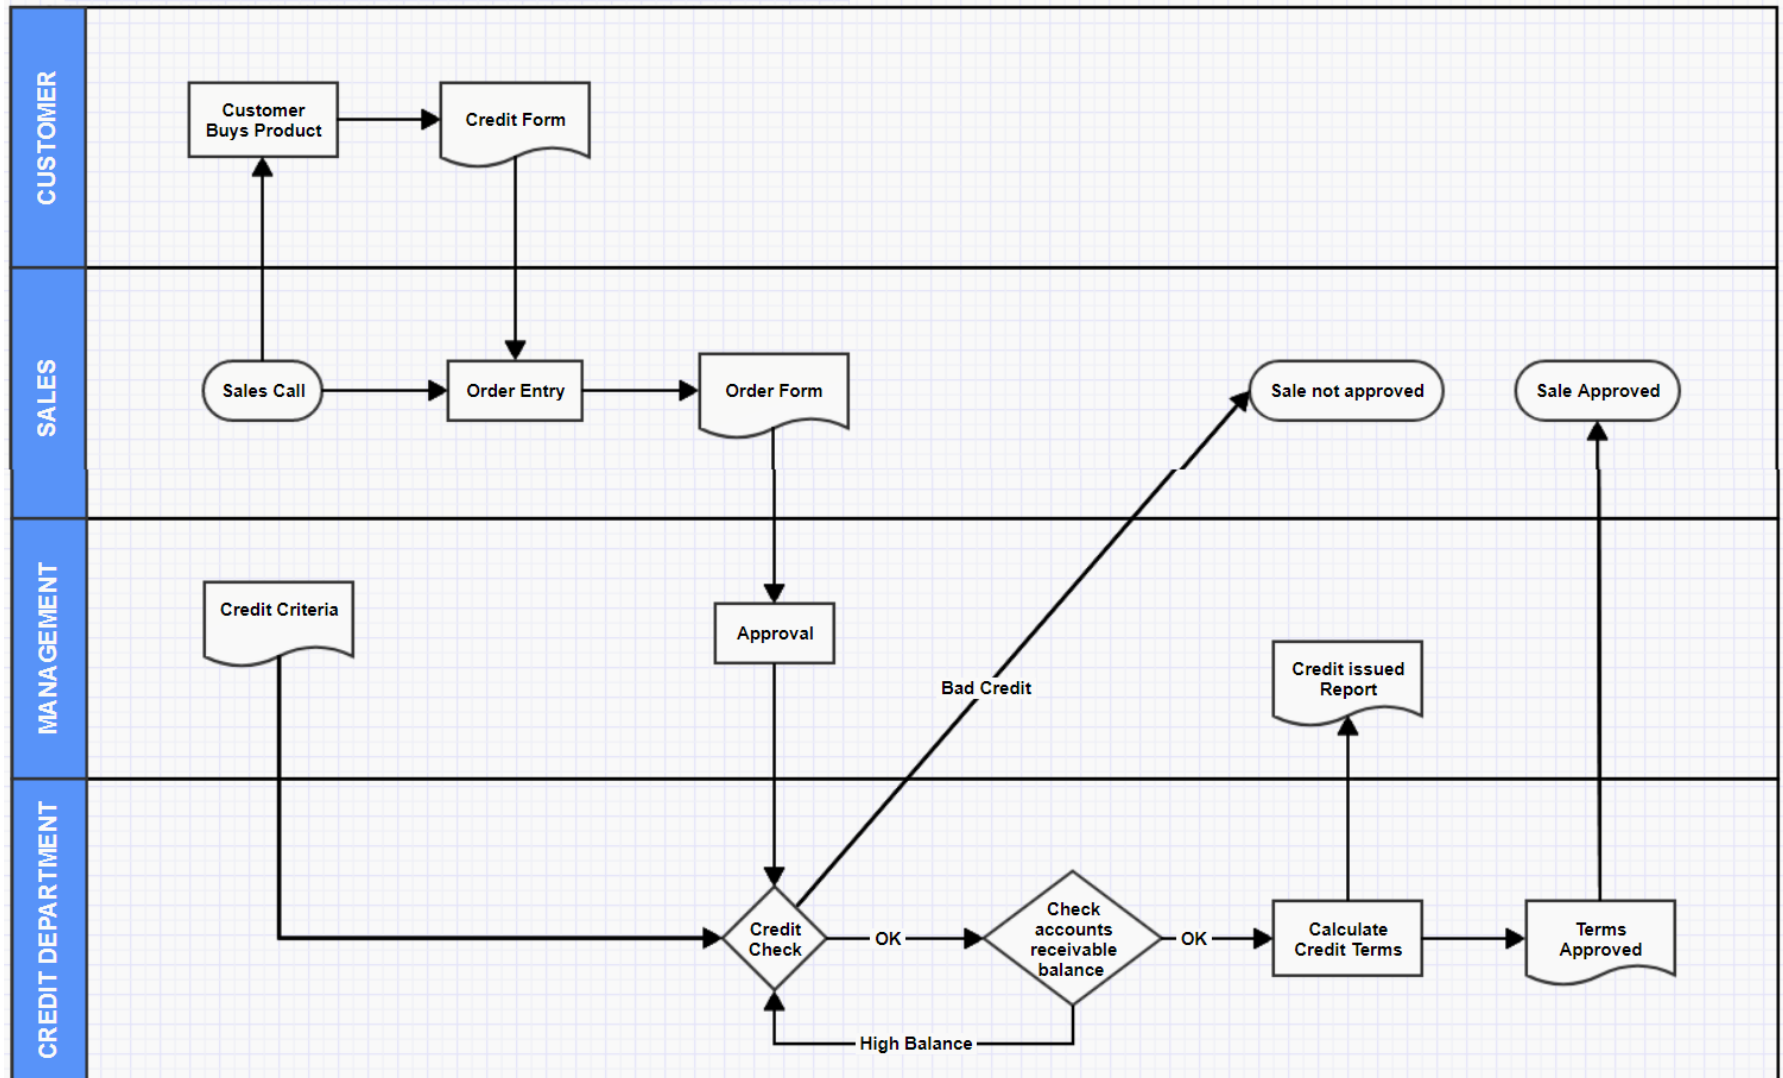 CUSTOMER
Customer
Buys Product
Credit Form
SALES
Sales Call
Order Entry
Order Form
Sale not approved
Sale Approved
MANAGEMENT
Credit Criteria
Approval
Bad Credit
Credit issued
Report
CREDIT DEPARTMENT
Credit
Check
OK
Check
accounts
receivable
balance
OK
Calculate
Credit Terms
Terms
Approved
High Balance